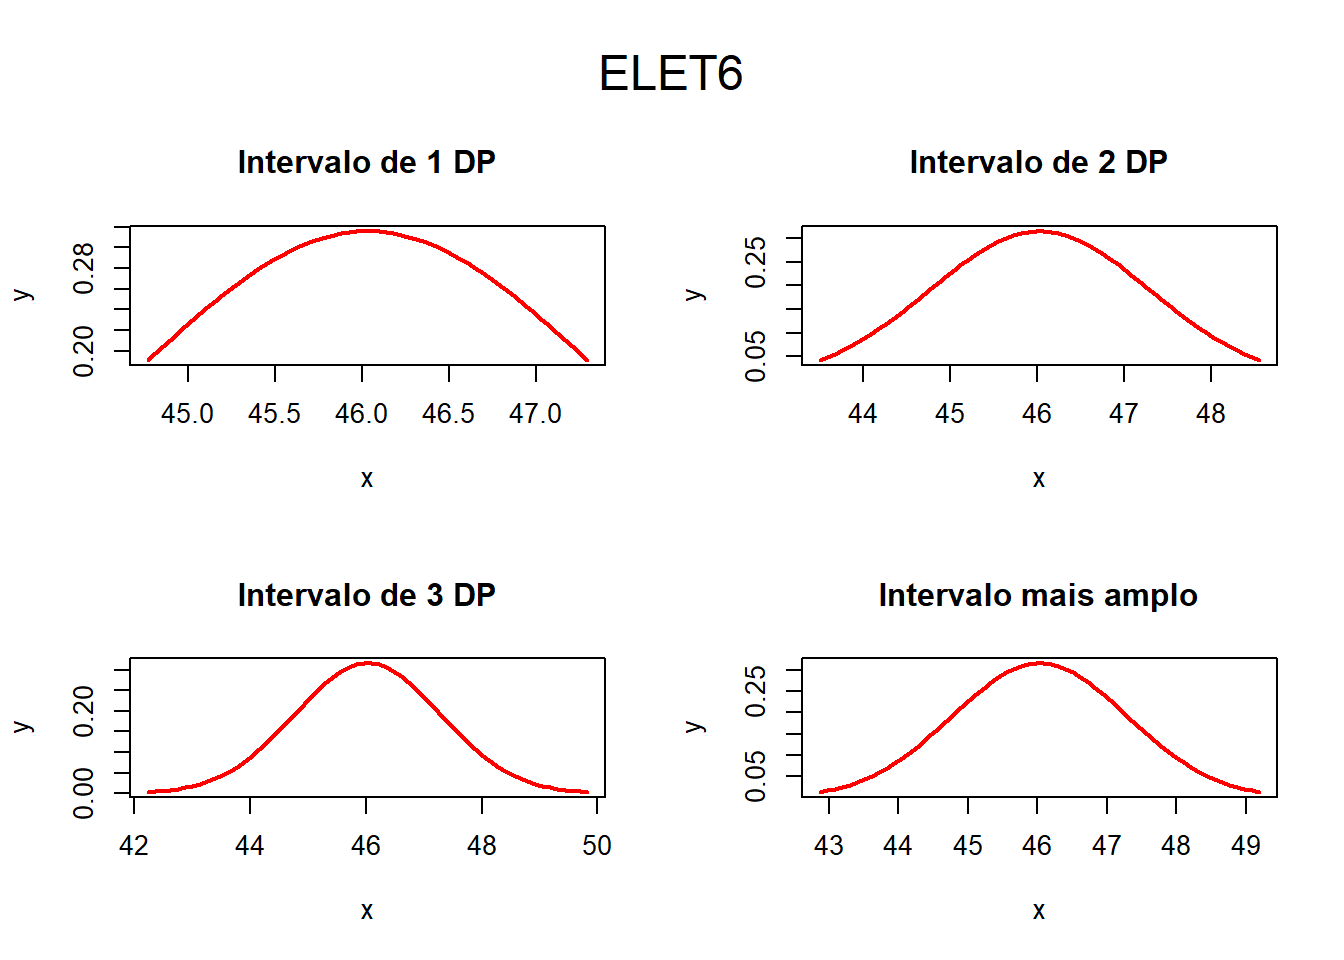 ELET6
Intervalo de 1 DP
y
0.20 0.28
45.0 45.5 46.0 46.5 47.0
x
Intervalo de 2 DP
y
0.05 0.25
44 45 46 47 48
x
Intervalo de 3 DP
y
0.00 0.20
42 44 46 48 50
x
Intervalo mais amplo
y
0.05 0.25
43 44 45 46 47 48 49
x